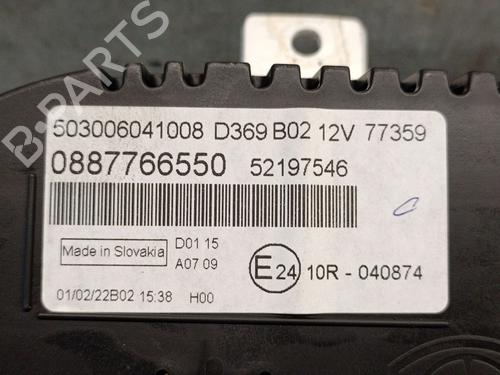 B-PARTS
503006041008 D369 B02 12V 77359
0887766550 52197546
Made in Slovakia
D01 15
A07 09
E 24 10R - 040874
01/02/22B02 15:38 H00